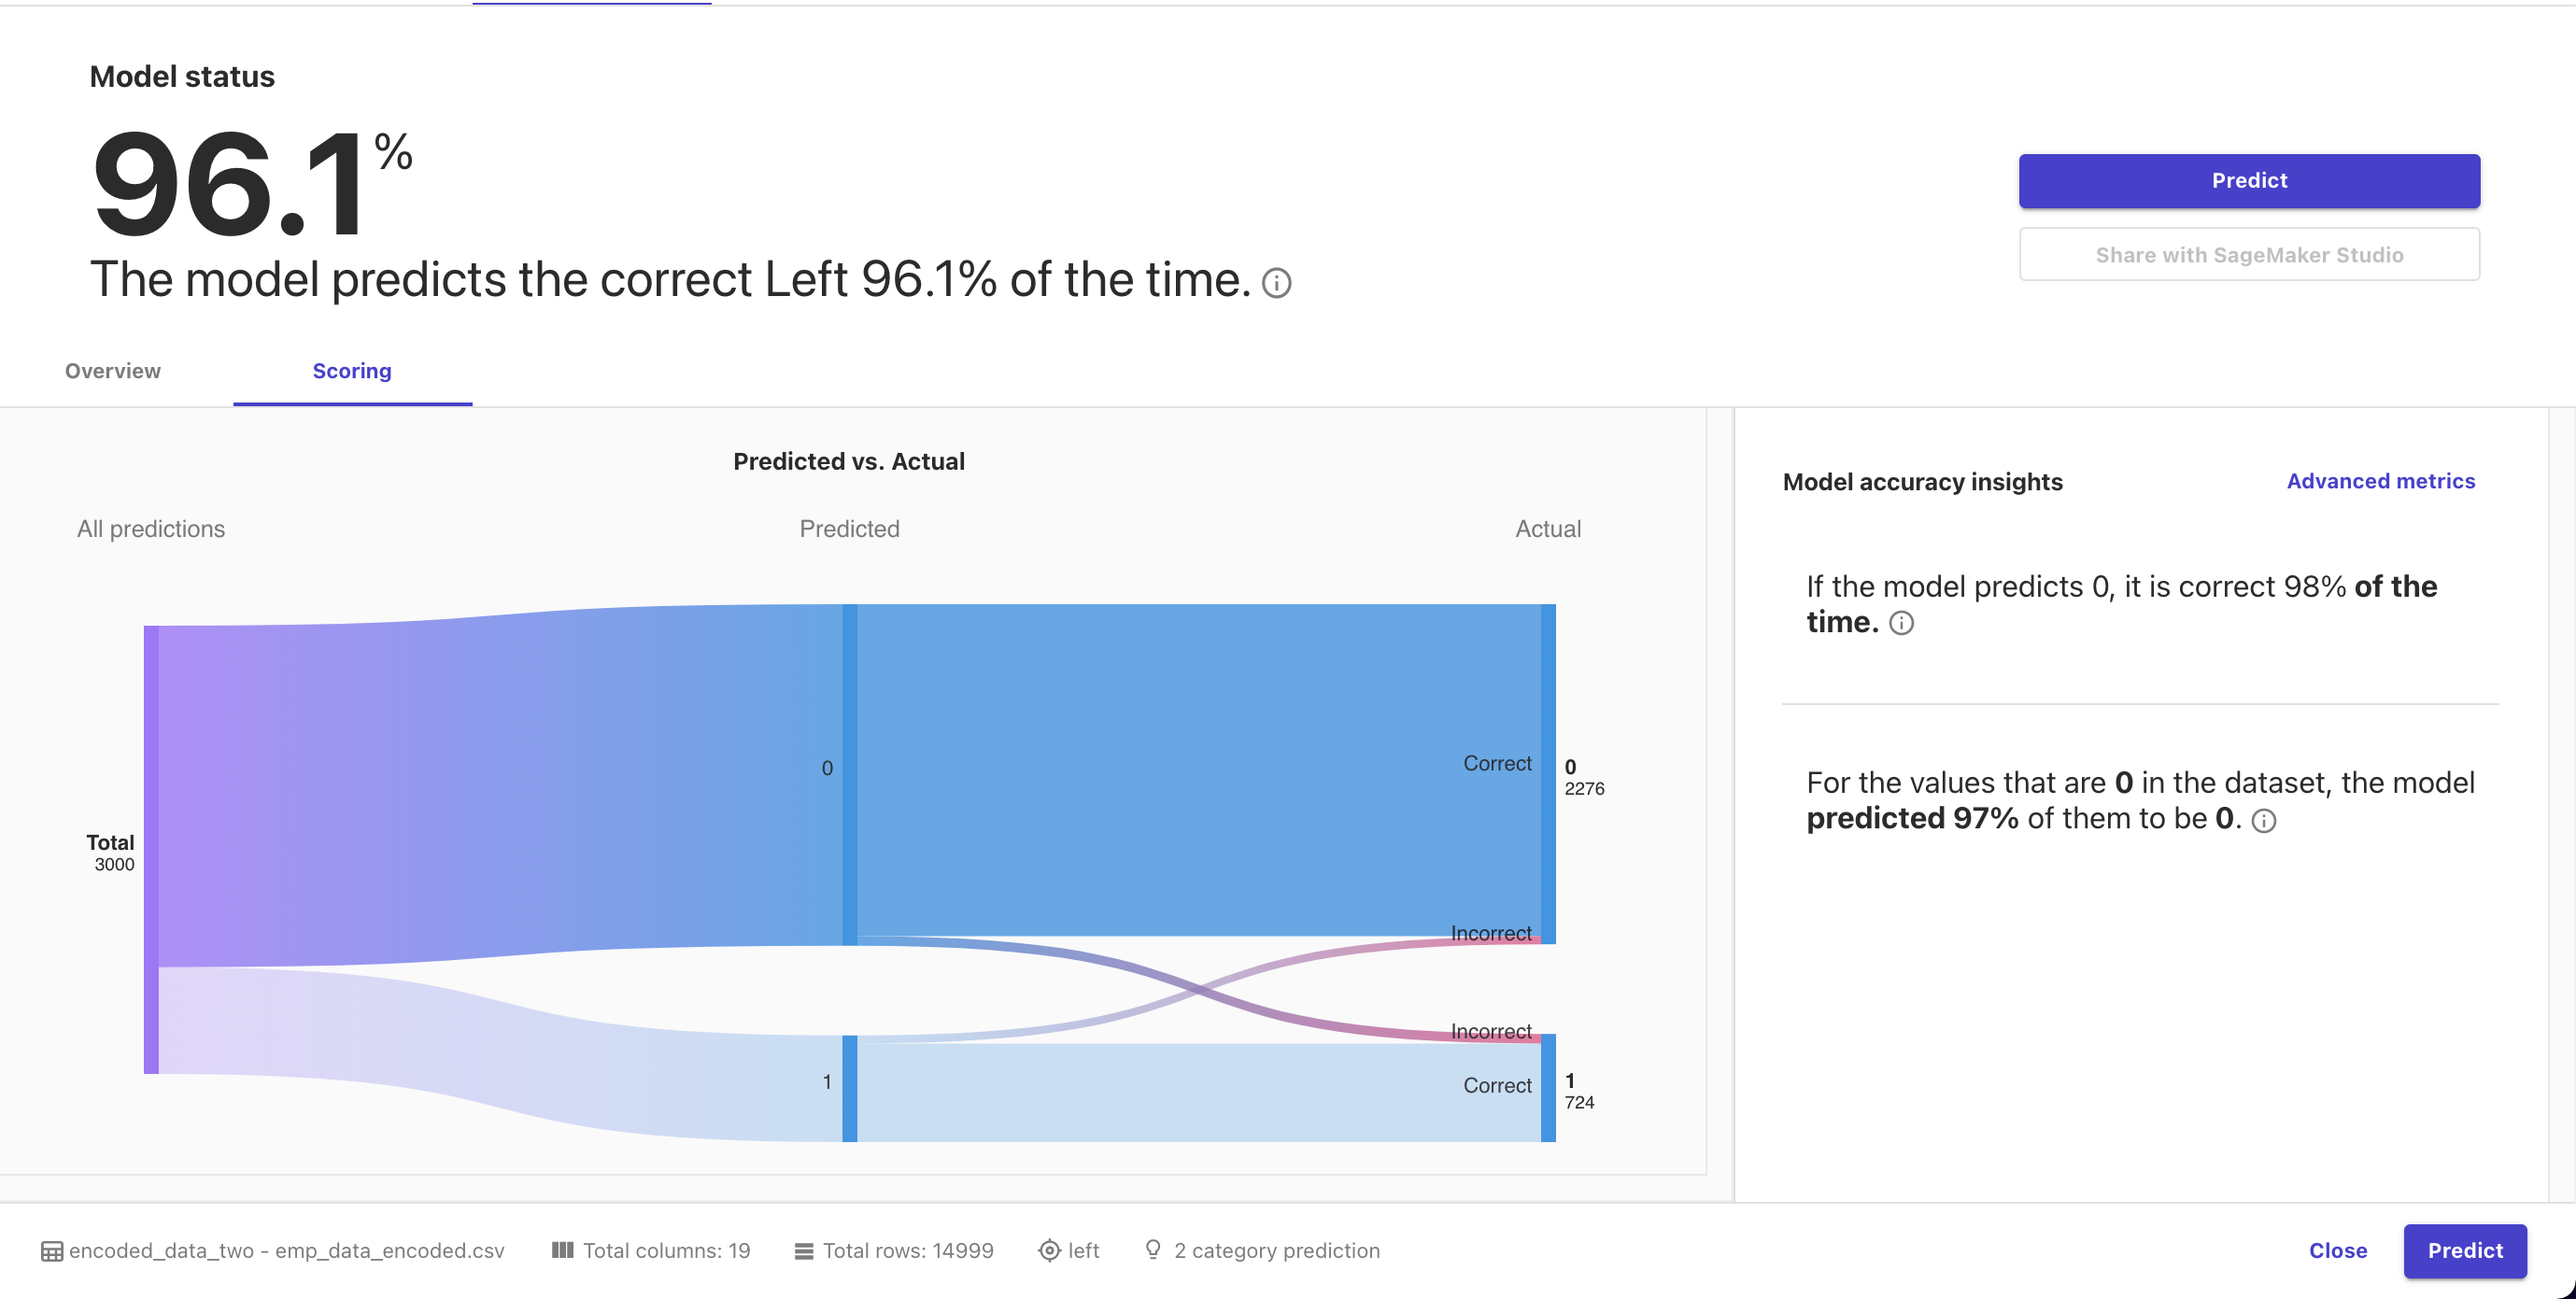 Model status
96.1%
The model predicts the correct Left 96.1% of the time.
Predict
Share with SageMaker Studio
Overview
Scoring
Predicted vs. Actual
All predictions
Predicted
Actual
Total
3000
0
1
Correct
Incorrect
Incorrect
Correct
0
2276
1
724
Model accuracy insights
Advanced metrics
If the model predicts 0, it is correct 98% of the
time.
For the values that are 0 in the dataset, the model
predicted 97% of them to be 0.
encoded_data_two - emp_data_encoded.csv
Total columns: 19
Total rows: 14999
left
2 category prediction
Close
Predict